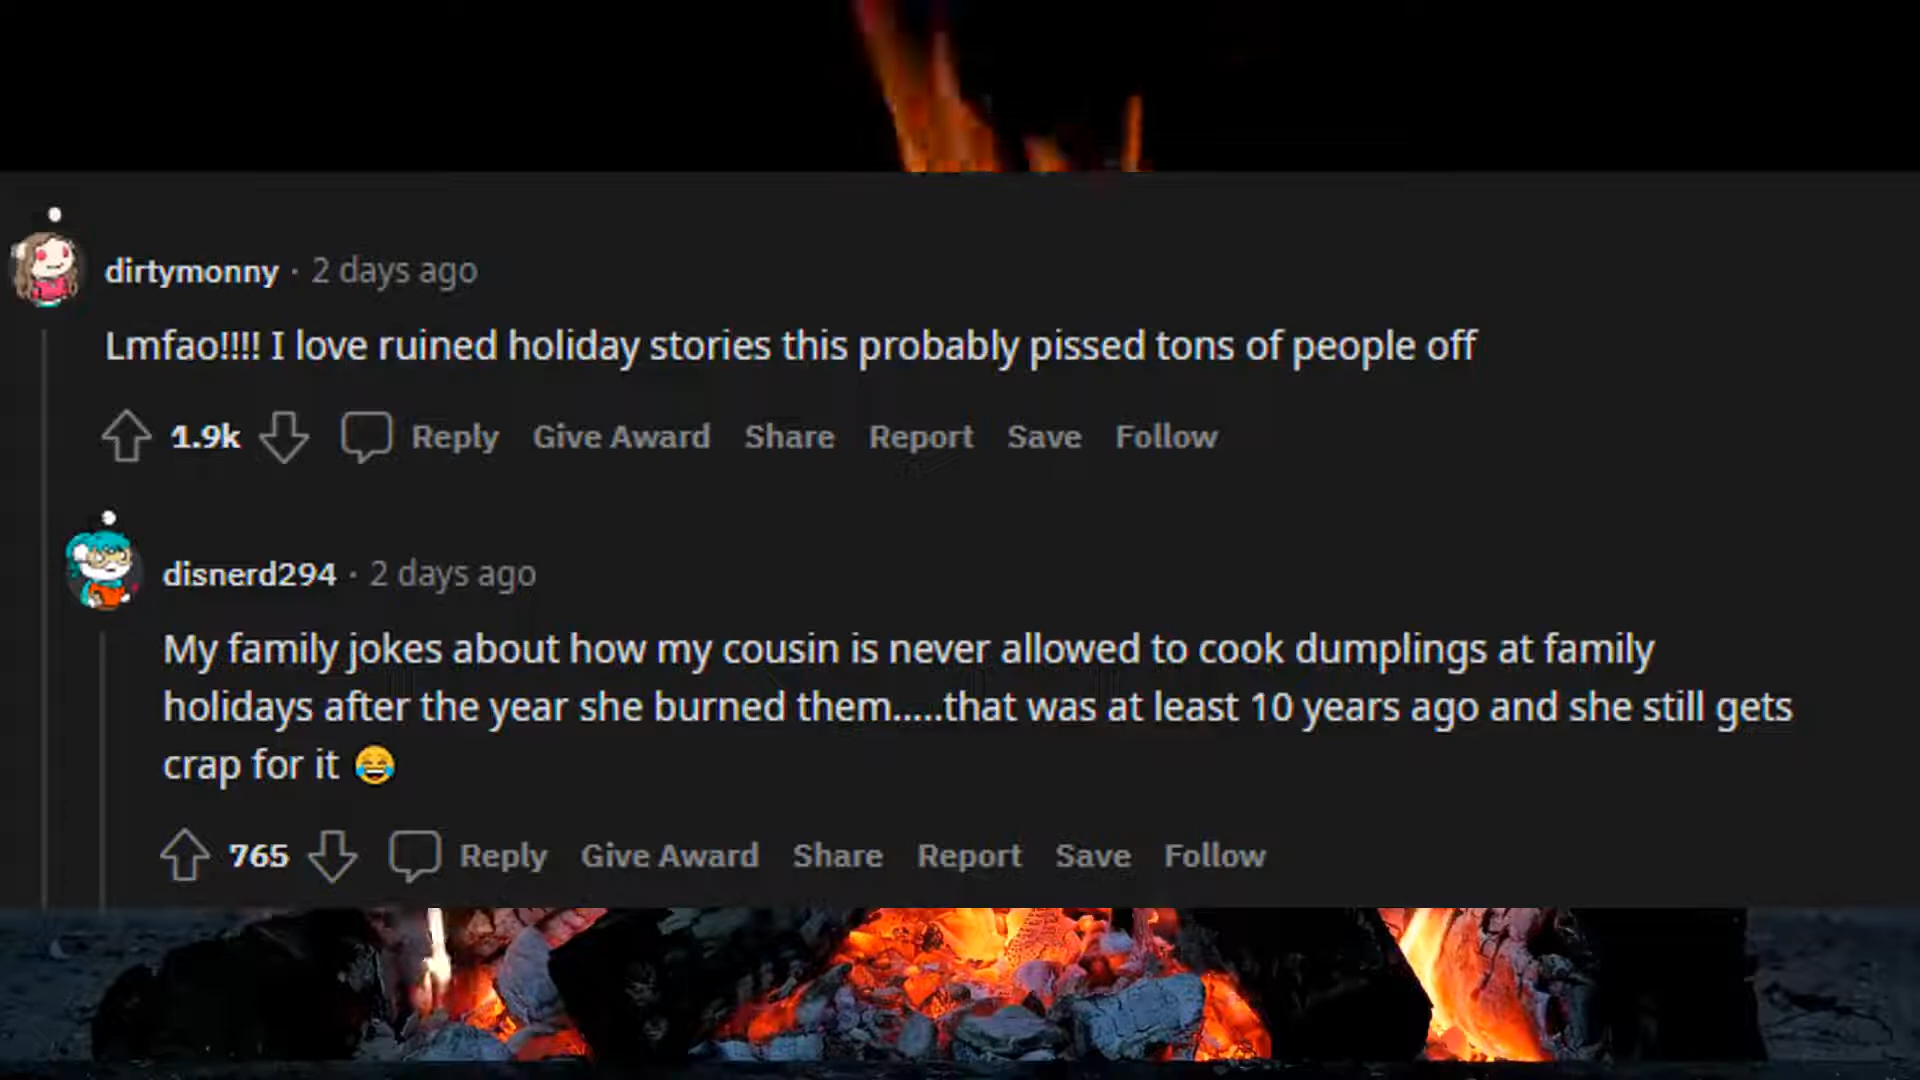 dirtymonny · 2 days ago
Lmfao!!!! I love ruined holiday stories this probably pissed tons of people off
1.9k Reply Give Award Share Report Save Follow
disnerd294 · 2 days ago
My family jokes about how my cousin is never allowed to cook dumplings at family
holidays after the year she burned them.....that was at least 10 years ago and she still gets
crap for it 😂
765 Reply Give Award Share Report Save Follow